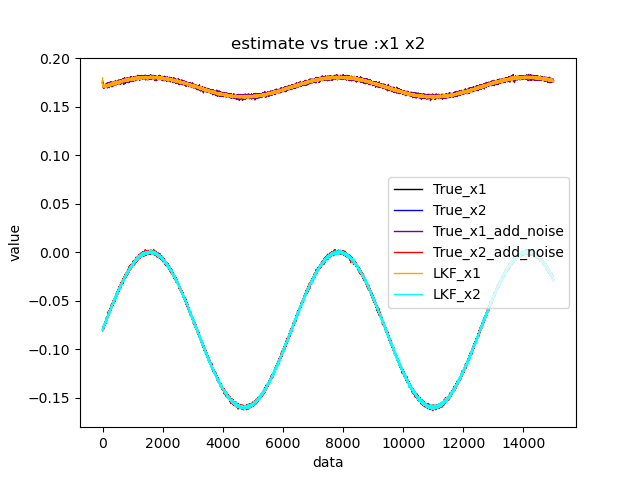 estimate vs true :x1 x2
0.20
0.15
0.10
0.05
0.00
−0.05
−0.10
−0.15
value
True_x1
True_x2
True_x1_add_noise
True_x2_add_noise
LKF_x1
LKF_x2
0 2000 4000 6000 8000 10000 12000 14000
data